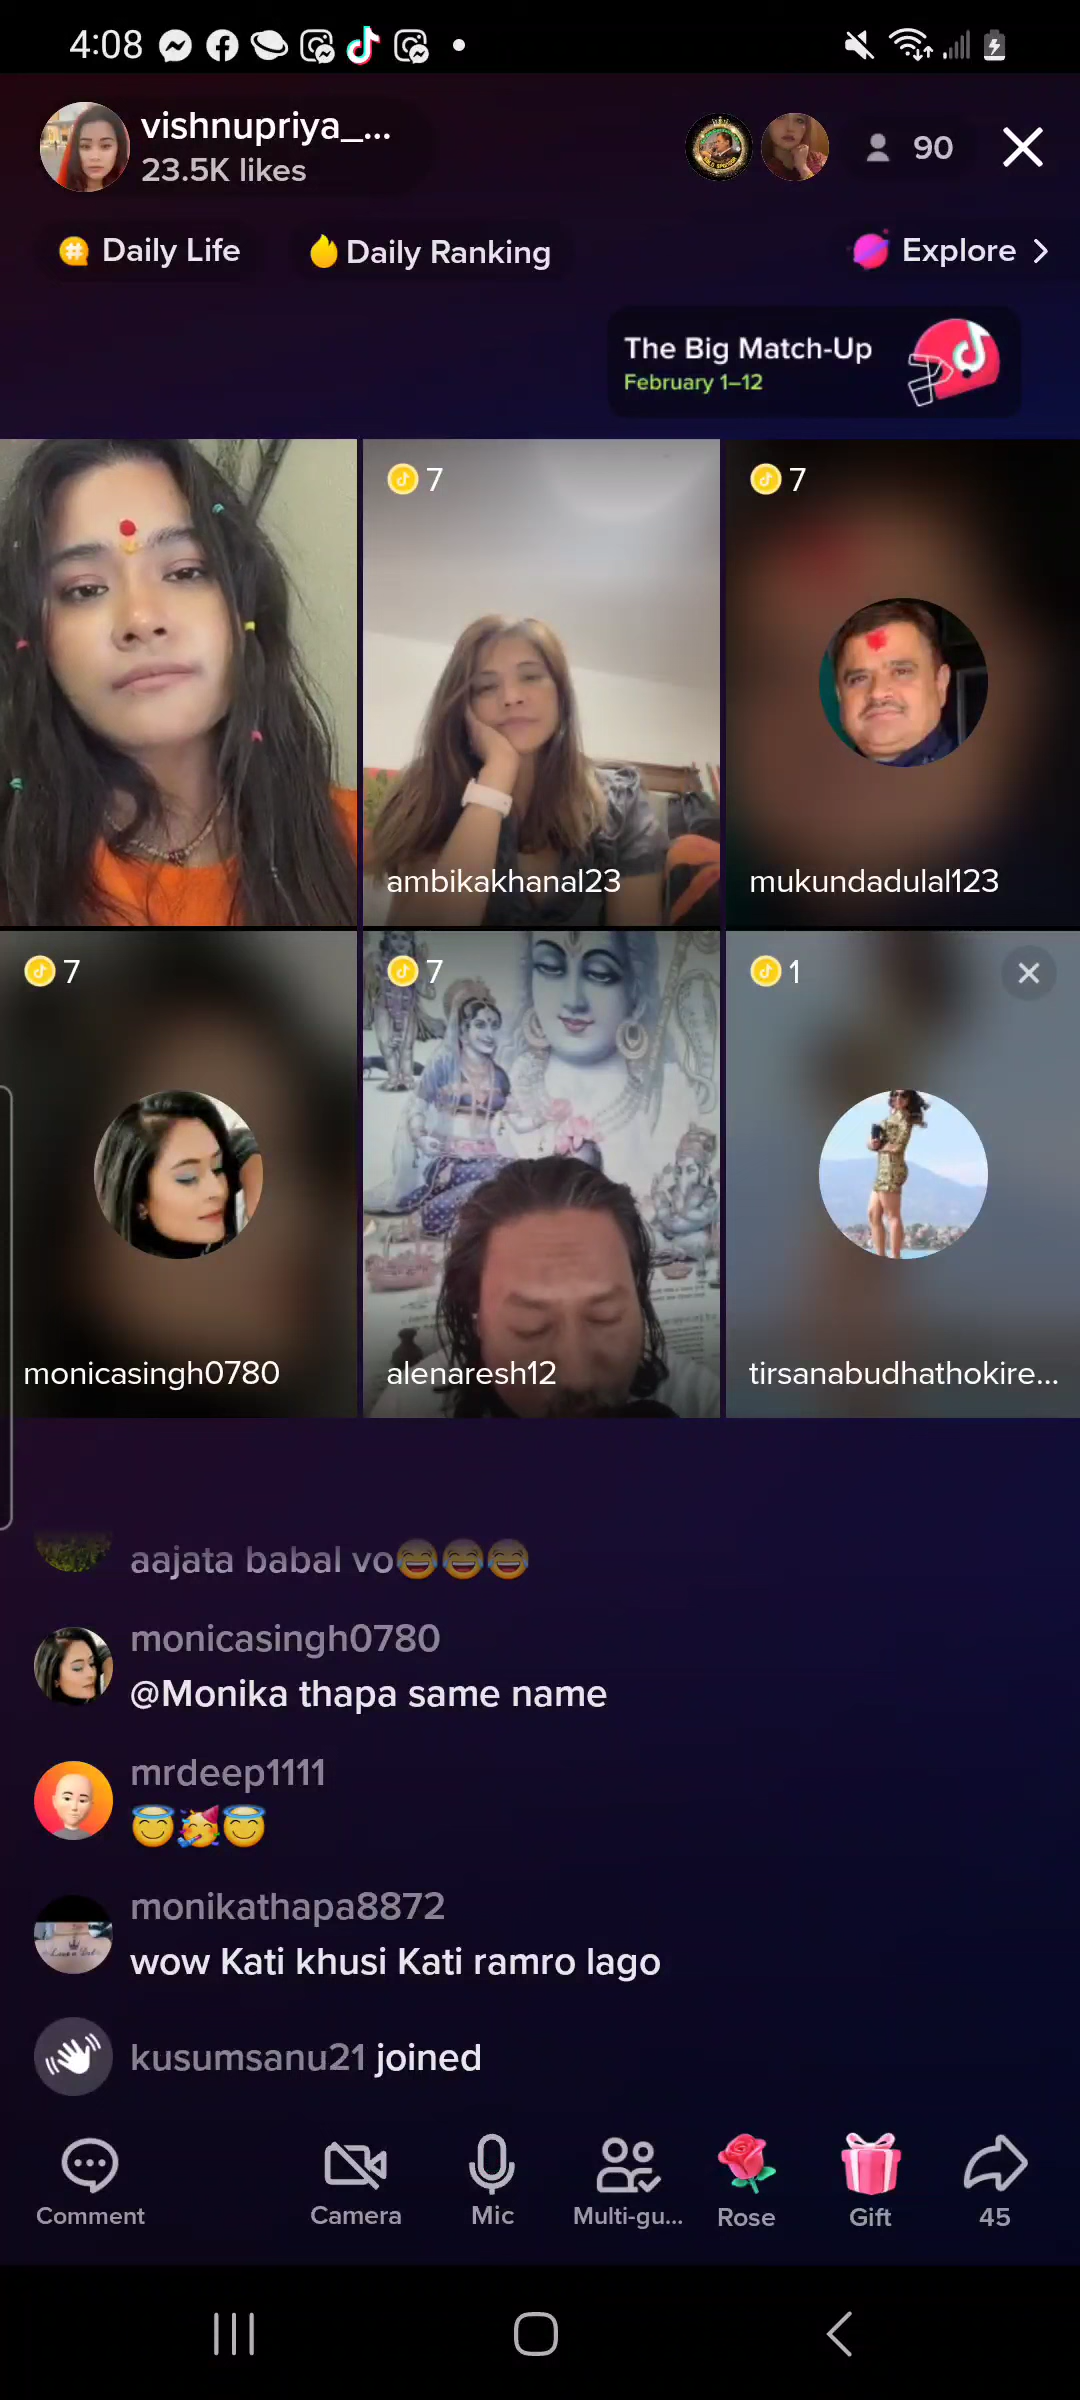 4:08
vishnupriya_...
23.5K likes
90
Daily Life
Daily Ranking
Explore
The Big Match-Up
February 1–12
7
7
ambikakhanal23
mukundadulal123
7
7
1
monicasingh0780
alenaresh12
tirsanabudhathokire...
aajata babal vo😂😂😂
monicasingh0780
@Monika thapa same name
mrdeep1111
😇🥳😇
monikathapa8872
wow Kati khusi Kati ramro lago
kusumsanu21 joined
Comment
Camera
Mic
Multi-gu...
Rose
Gift
45